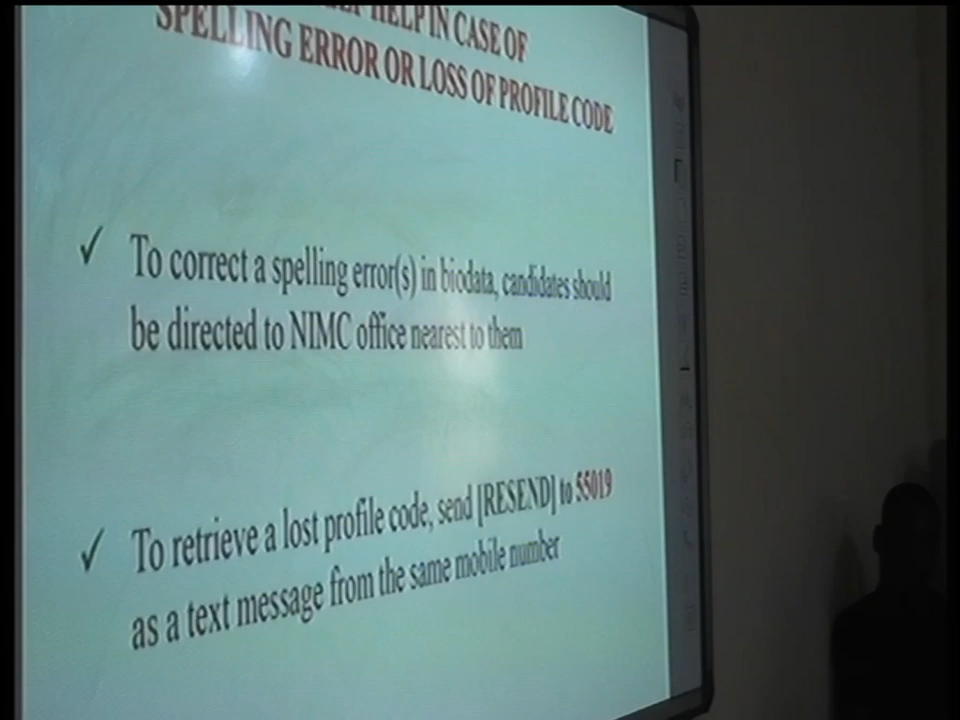 HELP IN CASE OF
SPELLING ERROR OR LOSS OF PROFILE CODE
✓ To correct a spelling error(s) in biodata, candidates should
be directed to NIMC office nearest to them
✓ To retrieve a lost profile code, send [RESEND] to 55019
as a text message from the same mobile number